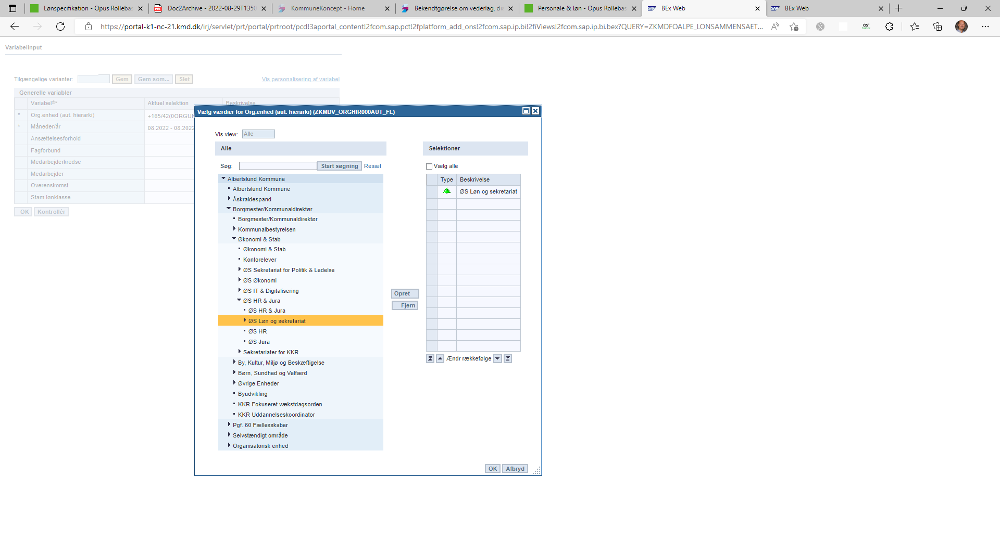 Lønspecifikation - Opus Rollebas
Doc2Archive - 2022-08-29T1350
KommuneKoncept - Home
Bekendtgørelse om vederlag, di
Personale & løn - Opus Rollebas
BEx Web
BEx Web
https://portal-k1-nc-21.kmd.dk/irj/servlet/prt/portal/prtroot/pcd!3aportal_content!2fcom.sap.pct!2fplatform_add_ons!2fcom.sap.ip.bi!2fiViews!2fcom.sap.ip.bi.bex?QUERY=ZKMDFOALPE_LONSAMMENSAET...
Variabelinput
Tilgængelige varianter: Gem Gem som... Slet Vis personalisering af variabel
Generelle variabler
Variabel Aktuel selektion Beskrivelse
* Org.enhed (aut. hierarki) +165/42(0ORGUN
* Måneder/år 08.2022 - 08.2022
Ansættelsesforhold
Fagforbund
Medarbejderkredse
Medarbejder
Overenskomst
Stam lønklasse
OK Kontrollér
Vælg værdier for Org.enhed (aut. hierarki) (ZKMDV_ORGHIR000AUT_FL)
Vis view: Alle
Alle
Søg: Start søgning Resæt
Albertslund Kommune
Albertslund Kommune
Åskraldespand
Borgmester/Kommunaldirektør
Borgmester/Kommunaldirektør
Kommunalbestyrelsen
Økonomi & Stab
Økonomi & Stab
Kontorelever
ØS Sekretariat for Politik & Ledelse
ØS Økonomi
ØS IT & Digitalisering
ØS HR & Jura
ØS HR & Jura
ØS Løn og sekretariat
ØS HR
ØS Jura
Sekretariater for KKR
By, Kultur, Miljø og Beskæftigelse
Børn, Sundhed og Velfærd
Øvrige Enheder
Byudvikling
KKR Fokuseret vækstdagsorden
KKR Uddannelseskoordinator
Pgf. 60 Fællesskaber
Selvstændigt område
Organisatorisk enhed
Opret
Fjern
Selektioner
Vælg alle
Type Beskrivelse
ØS Løn og sekretariat
Ændr rækkefølge
OK Afbryd